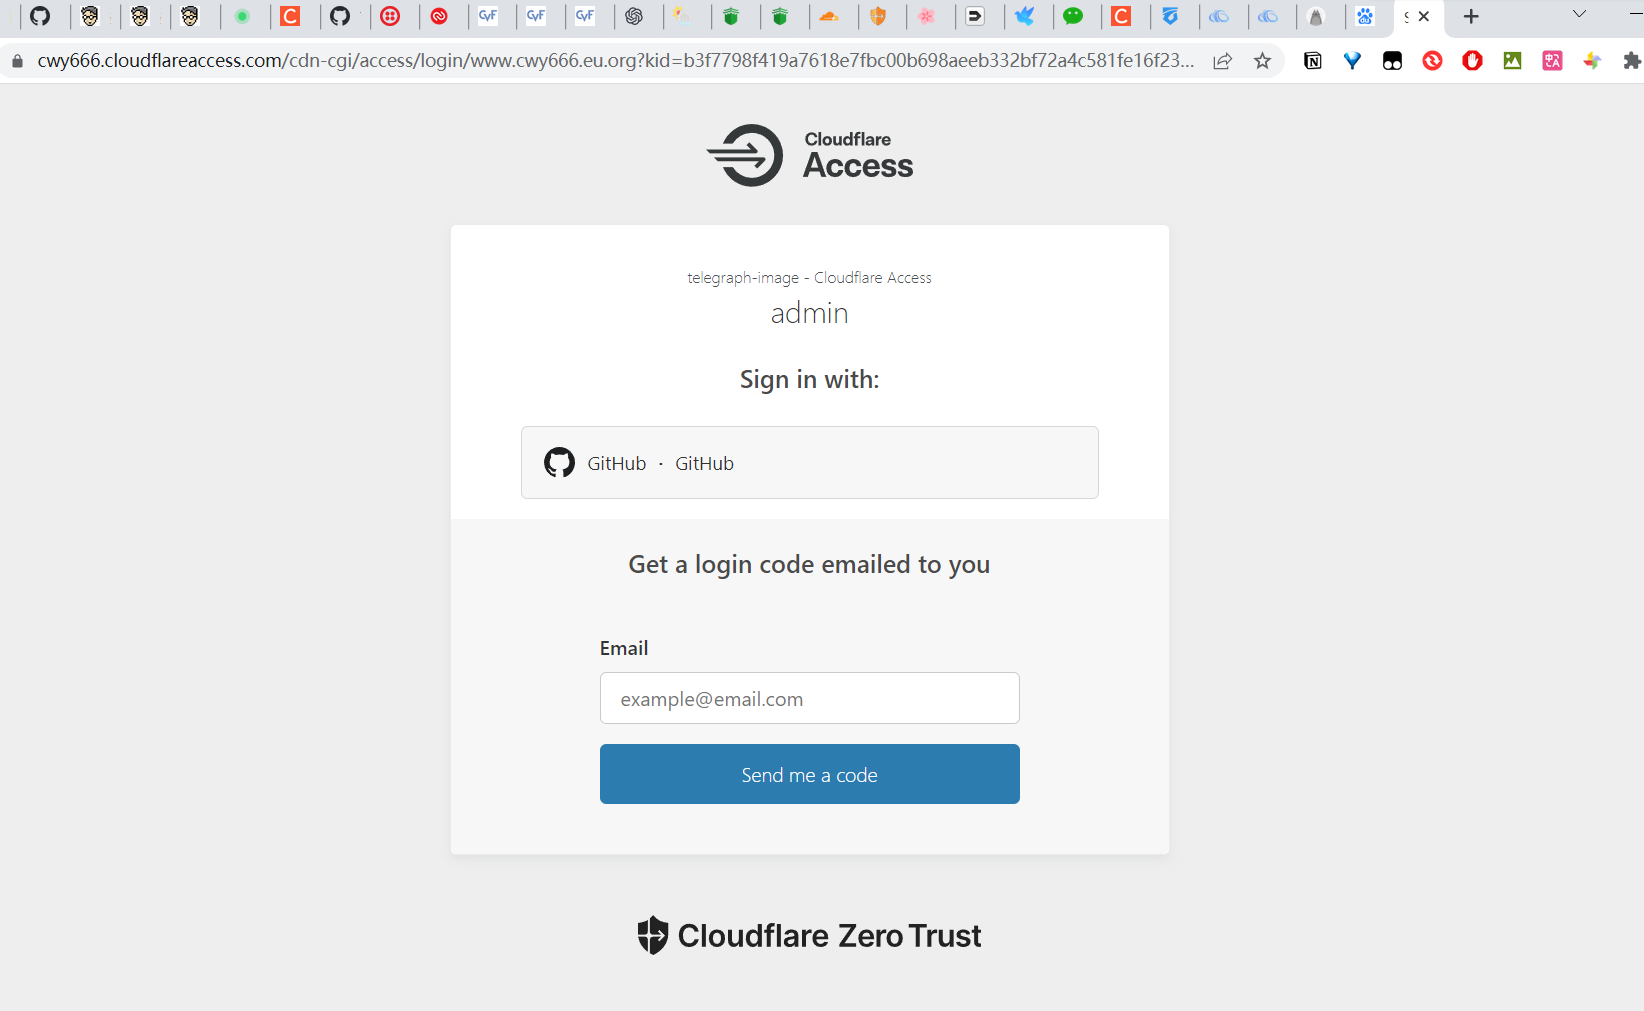 cwy666.cloudflareaccess.com/cdn-cgi/access/login/www.cwy666.eu.org?kid=b3f7798f419a7618e7fbc00b698aeeb332bf72a4c581fe16f23...
Cloudflare
Access
telegraph-image - Cloudflare Access
admin
Sign in with:
GitHub · GitHub
Get a login code emailed to you
Email
example@email.com
Send me a code
Cloudflare Zero Trust